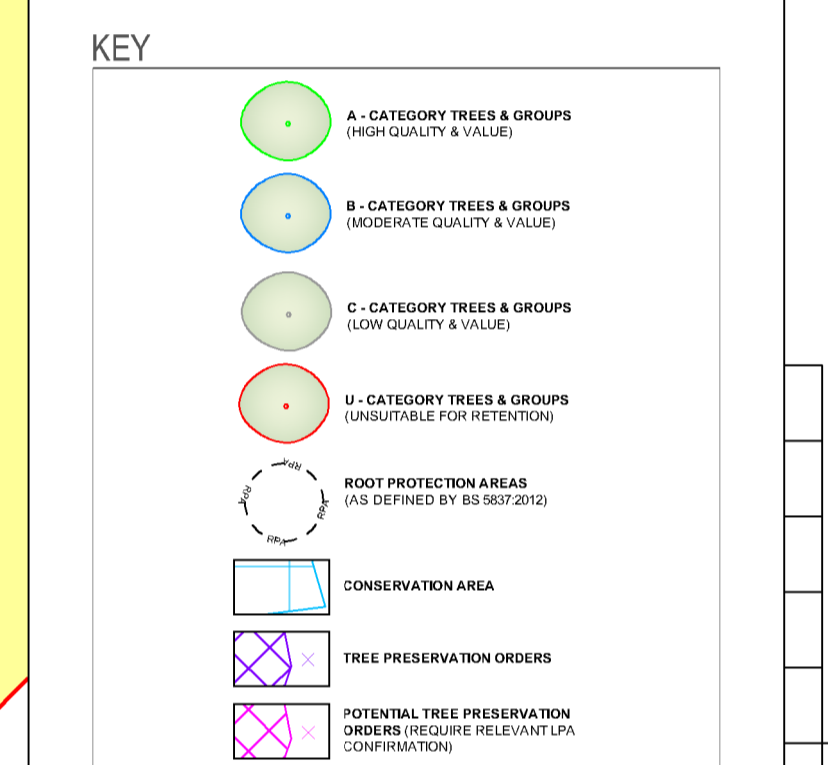 KEY
A - CATEGORY TREES & GROUPS
(HIGH QUALITY & VALUE)
B - CATEGORY TREES & GROUPS
(MODERATE QUALITY & VALUE)
C - CATEGORY TREES & GROUPS
(LOW QUALITY & VALUE)
U - CATEGORY TREES & GROUPS
(UNSUITABLE FOR RETENTION)
RPA
RPA
RPA
RPA
ROOT PROTECTION AREAS
(AS DEFINED BY BS 5837:2012)
CONSERVATION AREA
TREE PRESERVATION ORDERS
POTENTIAL TREE PRESERVATION
ORDERS (REQUIRE RELEVANT LPA
CONFIRMATION)